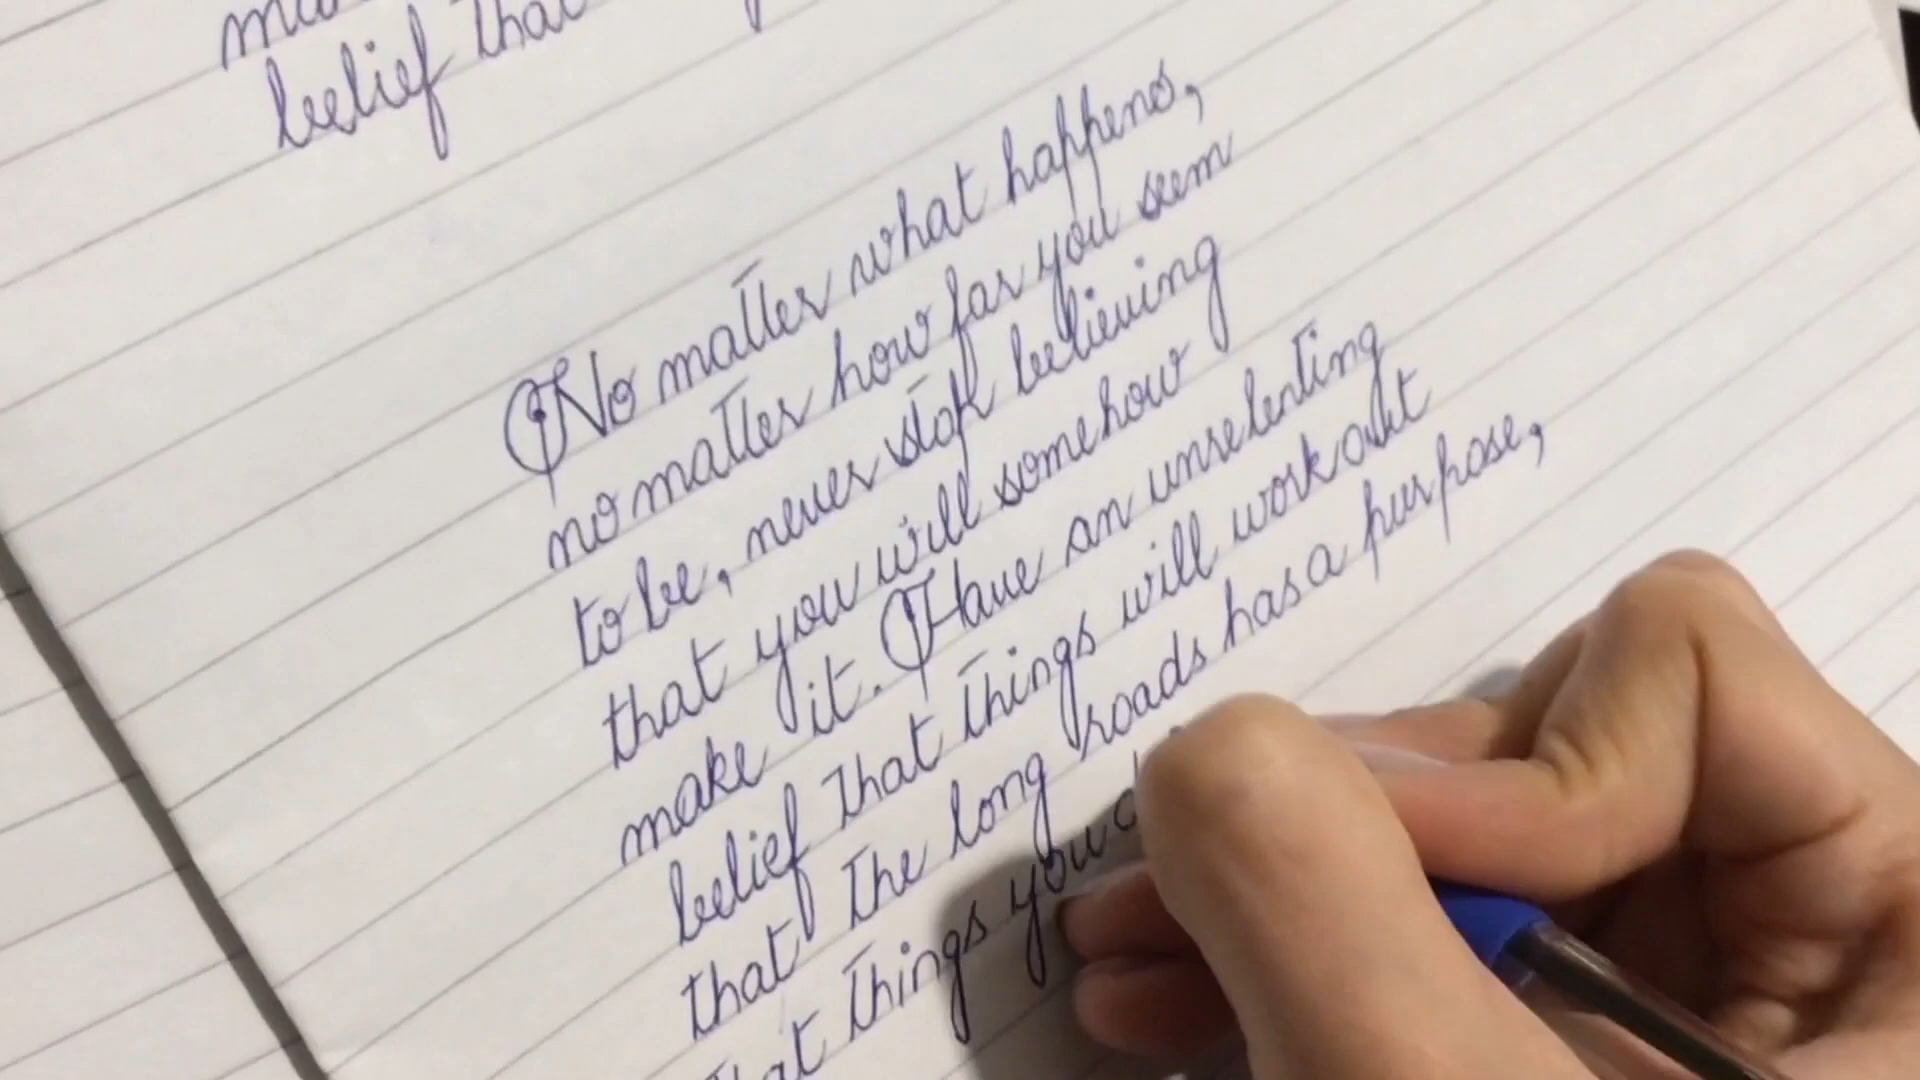 belief that
No matter what happens,
no matter how far you seem
to be, never stop believing
that you will somehow
make it. Have an unrelenting
belief that things will work out
that the long roads has a purpose,
that things you